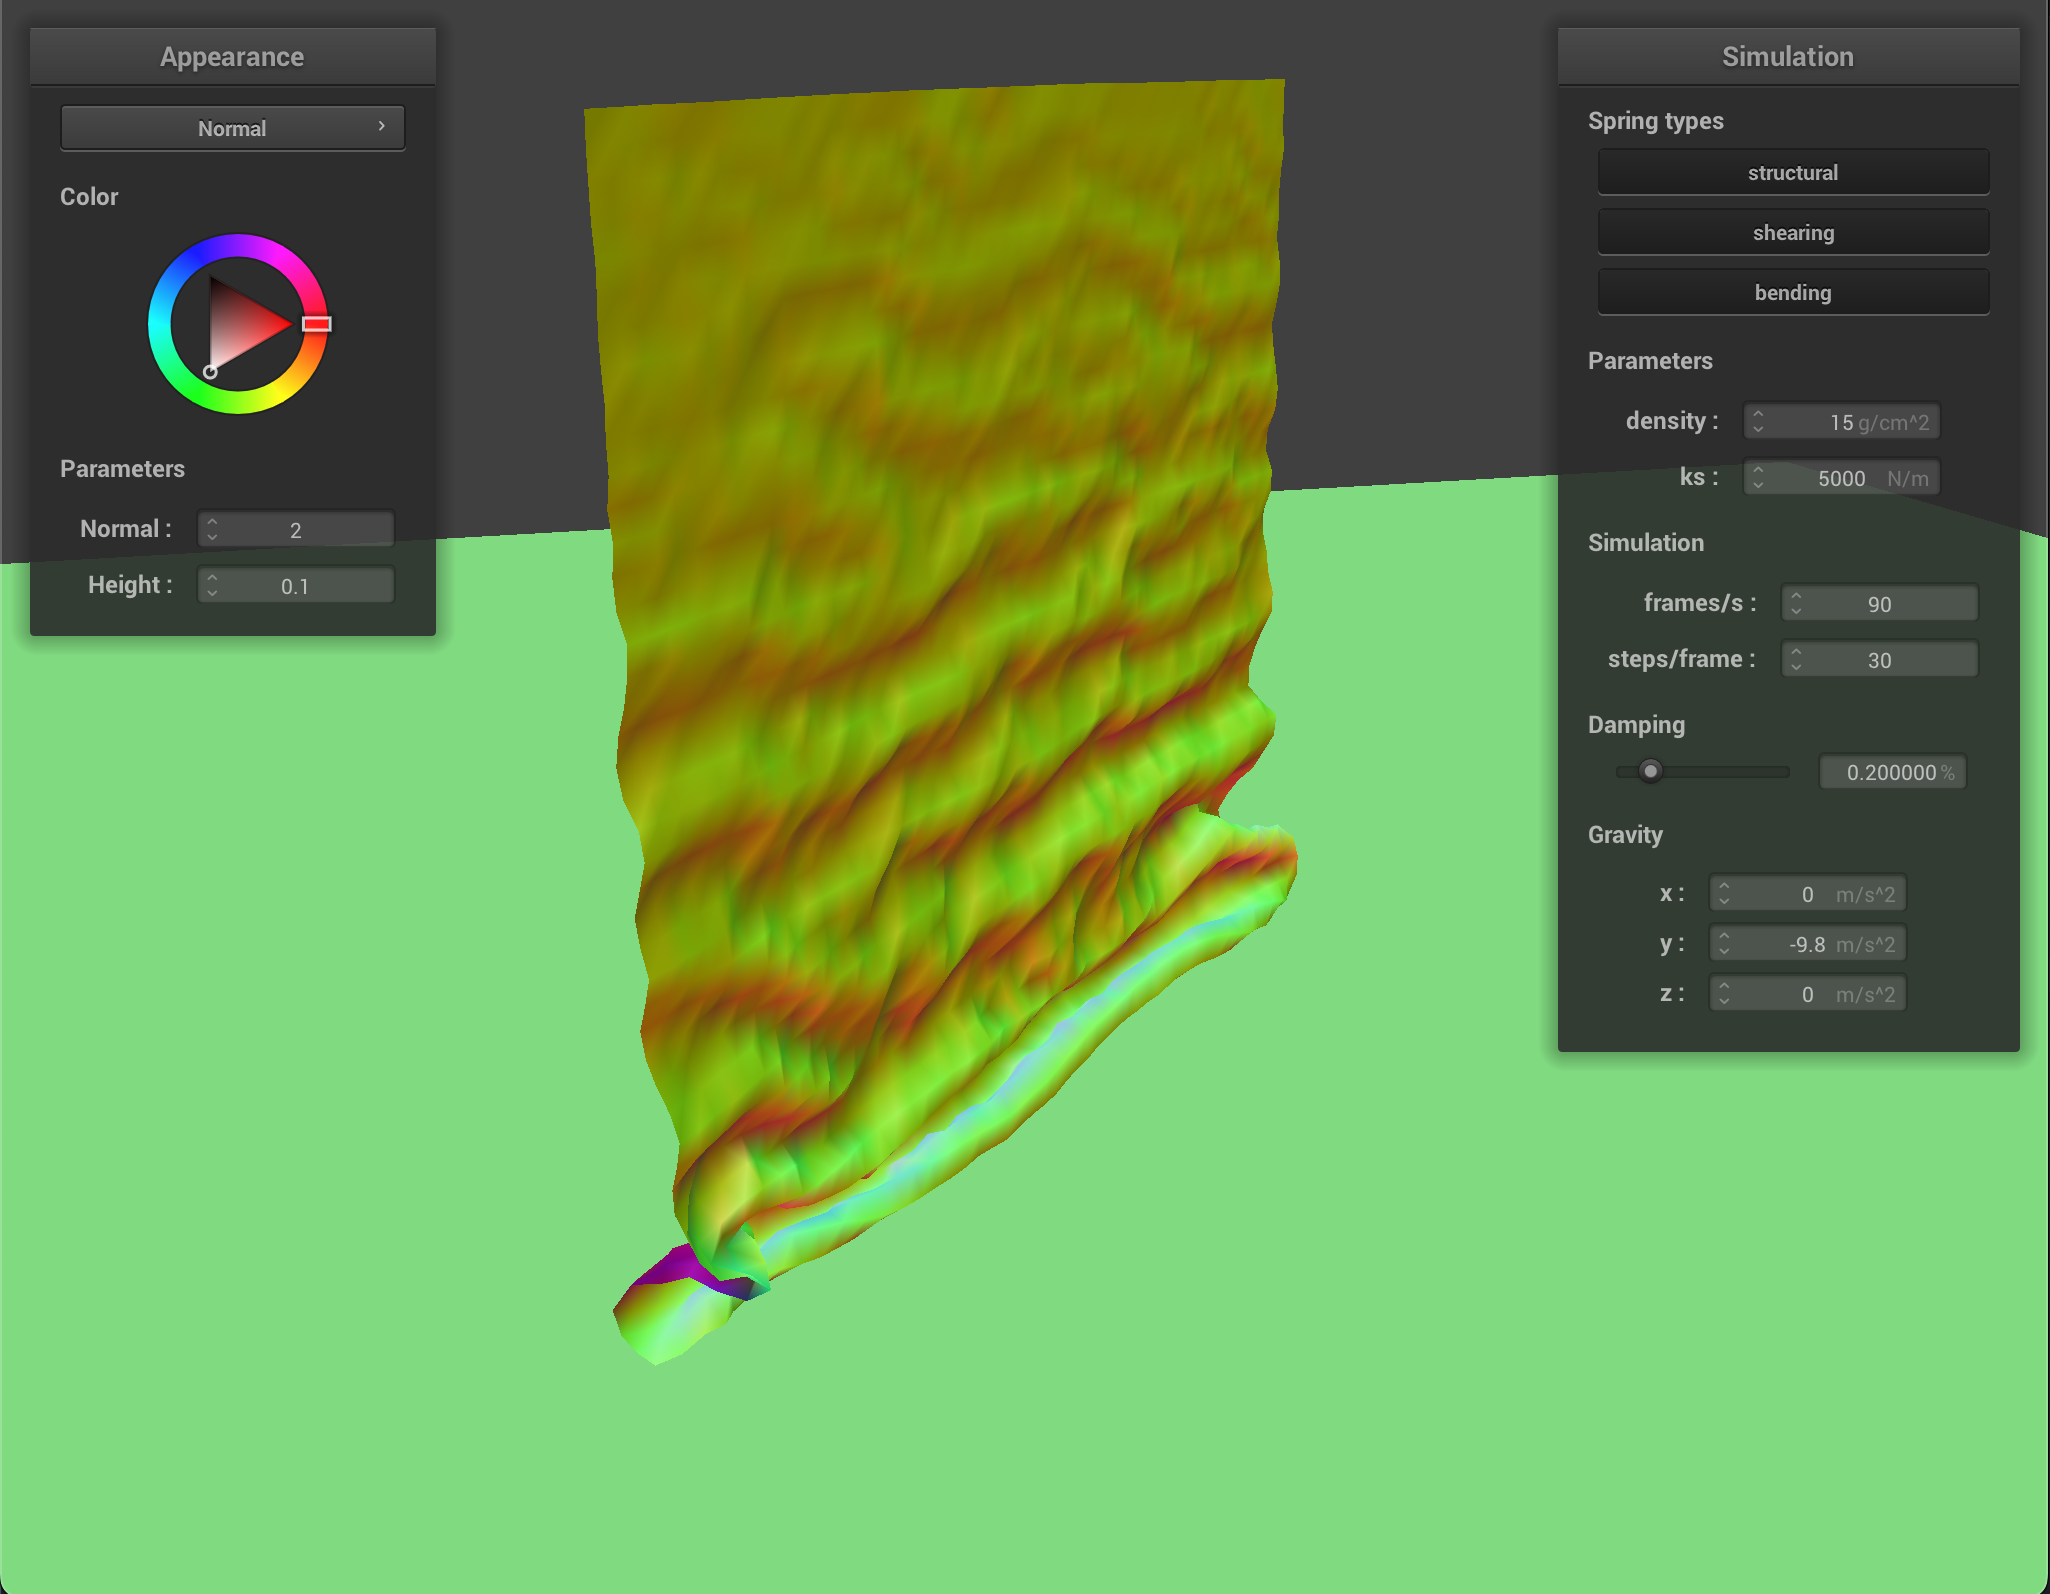 Appearance
Normal
Color
Parameters
Normal : 2
Height : 0.1
Simulation
Spring types
structural
shearing
bending
Parameters
density : 15 g/cm^2
ks : 5000 N/m
Simulation
frames/s : 90
steps/frame : 30
Damping
0.200000 %
Gravity
x : 0 m/s^2
y : -9.8 m/s^2
z : 0 m/s^2